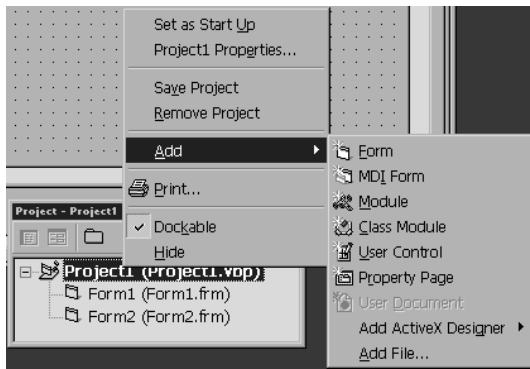 Set as Start Up
Project1 Properties...
Save Project
Remove Project
Add
Print...
Dockable
Hide
Form
MDI Form
Module
Class Module
User Control
Property Page
User Document
Add ActiveX Designer
Add File...
Project - Project1
Project1 (Project1.vbp)
Form1 (Form1.frm)
Form2 (Form2.frm)